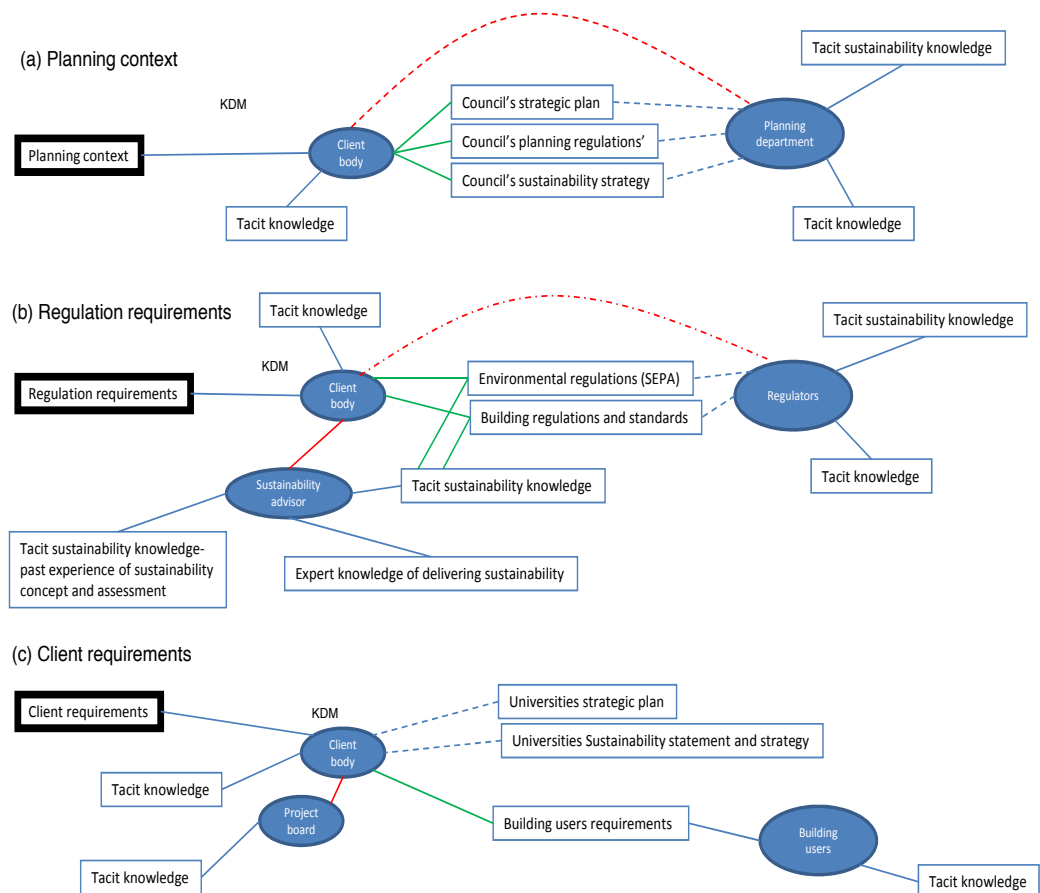 (a) Planning context
Tacit sustainability knowledge
KDM
Council's strategic plan
Planning context
Client
body
Council's planning regulations'
Planning
department
Council's sustainability strategy
Tacit knowledge
Tacit knowledge
(b) Regulation requirements
Tacit knowledge
Tacit sustainability knowledge
KDM
Environmental regulations (SEPA)
Regulation requirements
Client
body
Regulators
Building regulations and standards
Tacit knowledge
Sustainability
advisor
Tacit sustainability knowledge
Tacit sustainability knowledge-
past experience of sustainability
concept and assessment
Expert knowledge of delivering sustainability
(c) Client requirements
Client requirements
KDM
Universities strategic plan
Universities Sustainability statement and strategy
Client
body
Tacit knowledge
Project
board
Building users requirements
Building
users
Tacit knowledge
Tacit knowledge